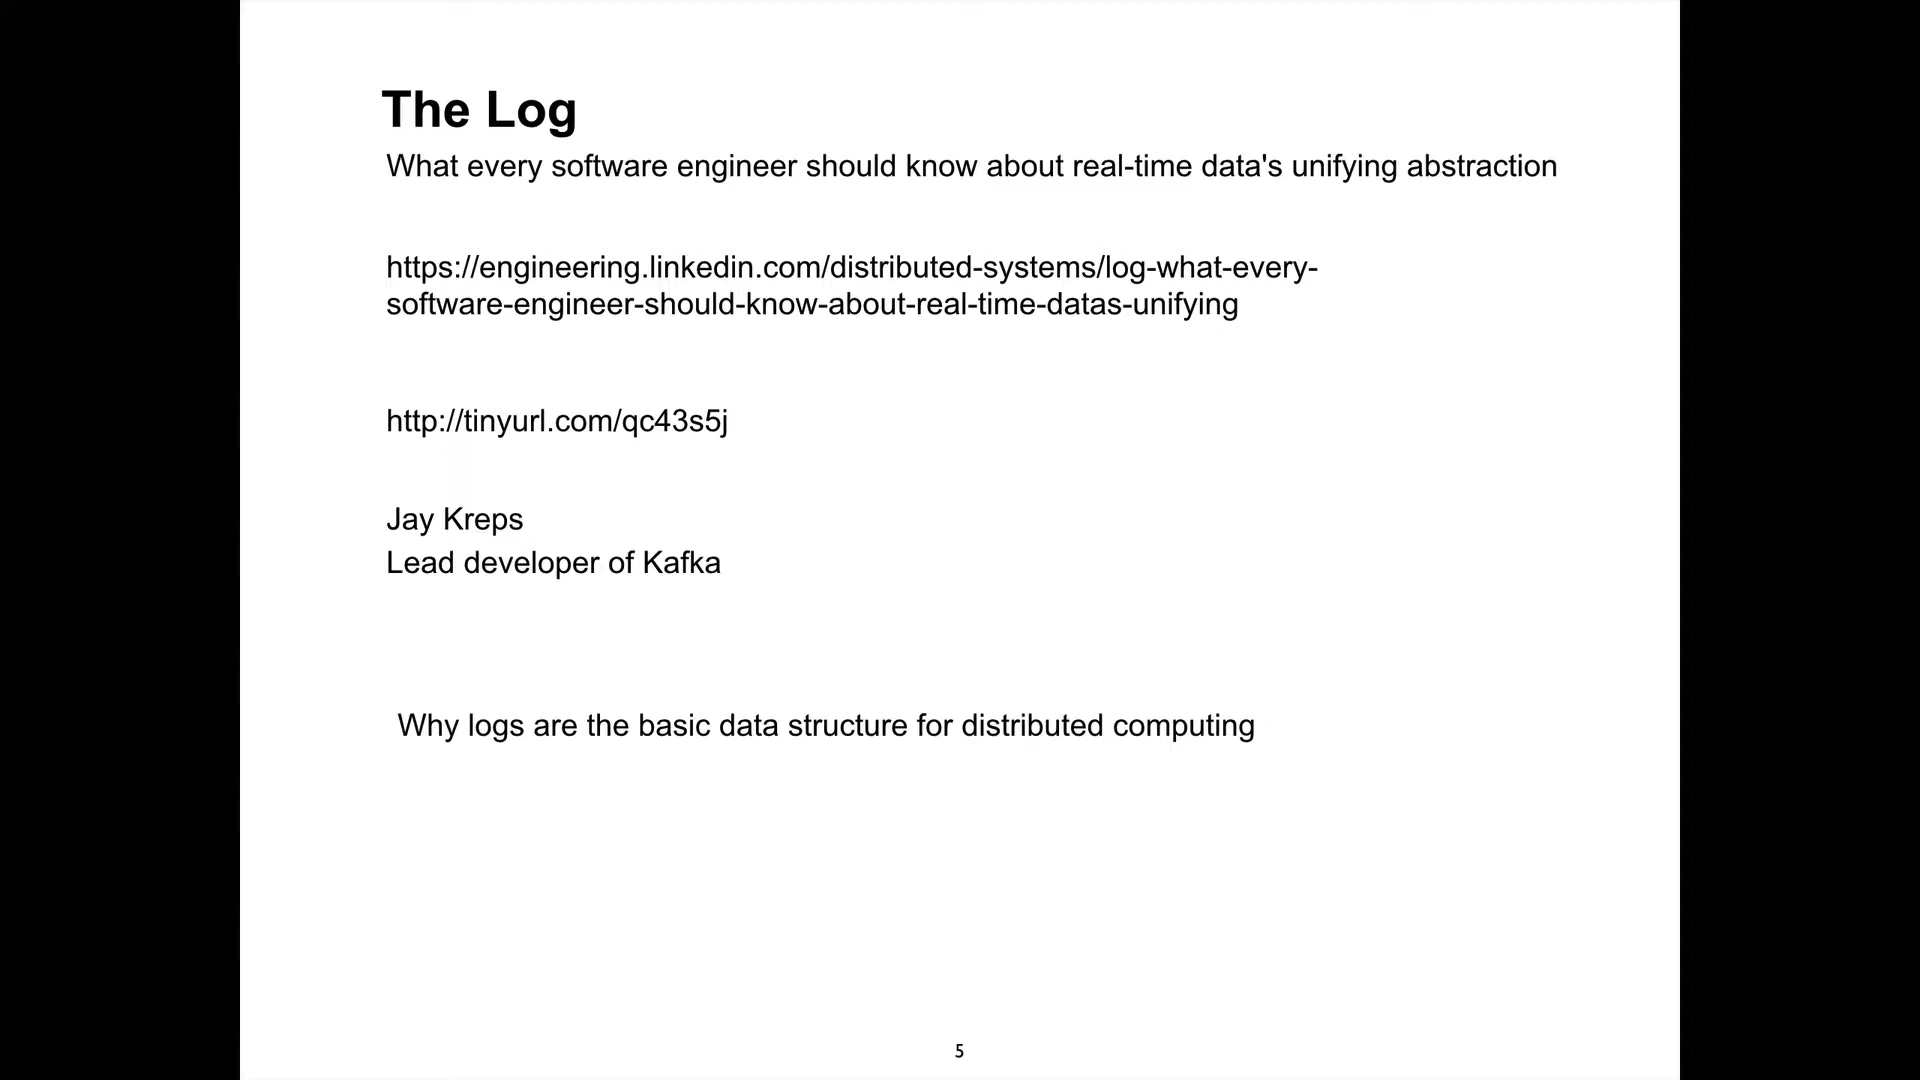 The Log
What every software engineer should know about real-time data's unifying abstraction
https://engineering.linkedin.com/distributed-systems/log-what-every-
software-engineer-should-know-about-real-time-datas-unifying
http://tinyurl.com/qc43s5j
Jay Kreps
Lead developer of Kafka
Why logs are the basic data structure for distributed computing
5